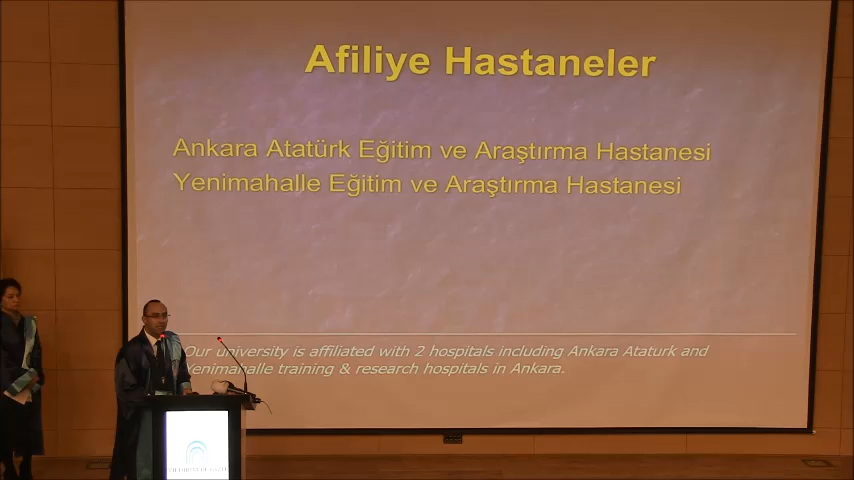 Afiliye Hastaneler
Ankara Atatürk Eğitim ve Araştırma Hastanesi
Yenimahalle Eğitim ve Araştırma Hastanesi
Our university is affiliated with 2 hospitals including Ankara Ataturk and
Yenimahalle training & research hospitals in Ankara.